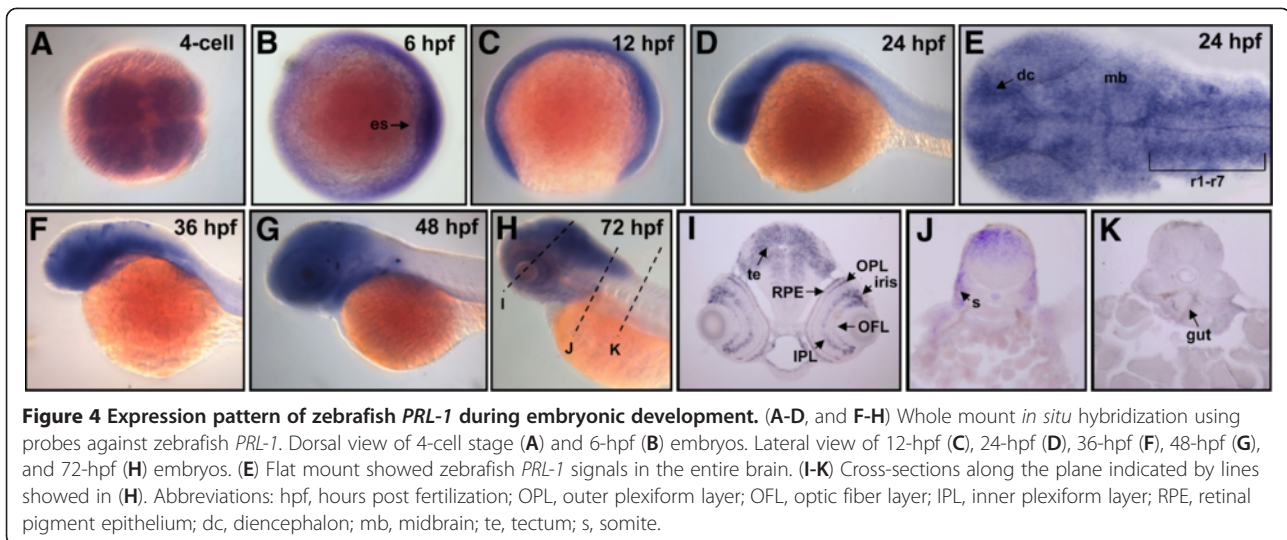 A 4-cell
B 6 hpf
es
C 12 hpf
D 24 hpf
E 24 hpf
dc mb
r1-r7
F 36 hpf
G 48 hpf
H 72 hpf
I
J
K
I
te
OPL
RPE
iris
OFL
IPL
J
s
K
gut
Figure 4 Expression pattern of zebrafish PRL-1 during embryonic development. (A-D, and F-H) Whole mount in situ hybridization using
probes against zebrafish PRL-1. Dorsal view of 4-cell stage (A) and 6-hpf (B) embryos. Lateral view of 12-hpf (C), 24-hpf (D), 36-hpf (F), 48-hpf (G),
and 72-hpf (H) embryos. (E) Flat mount showed zebrafish PRL-1 signals in the entire brain. (I-K) Cross-sections along the plane indicated by lines
showed in (H). Abbreviations: hpf, hours post fertilization; OPL, outer plexiform layer; OFL, optic fiber layer; IPL, inner plexiform layer; RPE, retinal
pigment epithelium; dc, diencephalon; mb, midbrain; te, tectum; s, somite.